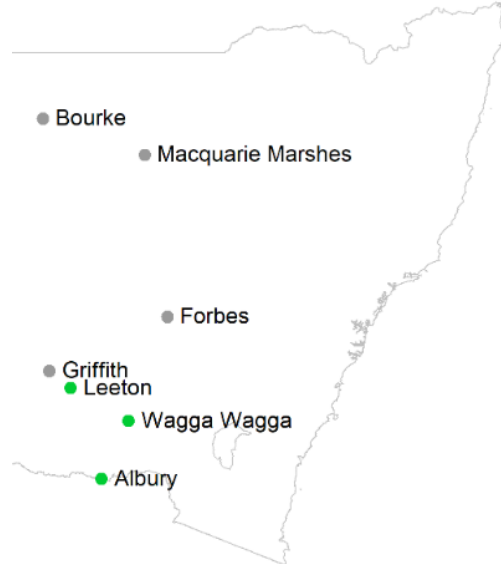 Bourke
Macquarie Marshes
Forbes
Griffith
Leeton
Wagga Wagga
Albury